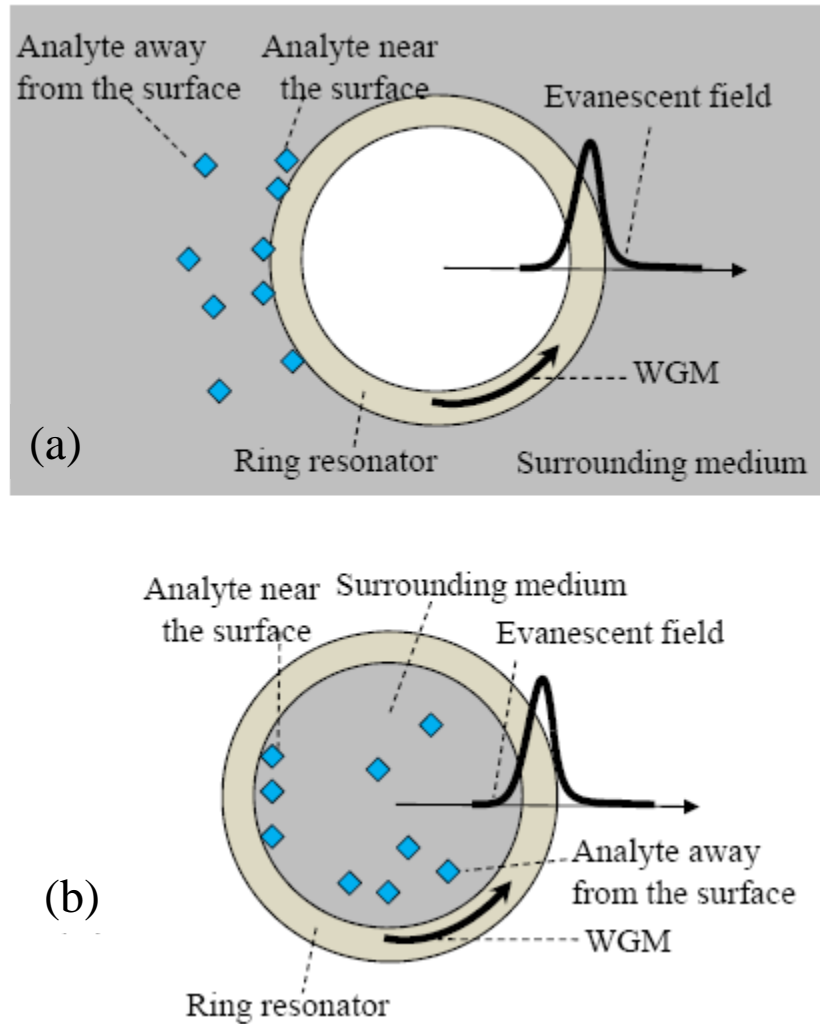 Analyte away
from the surface
Analyte near
the surface
Evanescent field
WGM
(a)
Ring resonator
Surrounding medium
Analyte near
the surface
Surrounding medium
Evanescent field
Analyte away
from the surface
(b)
WGM
Ring resonator